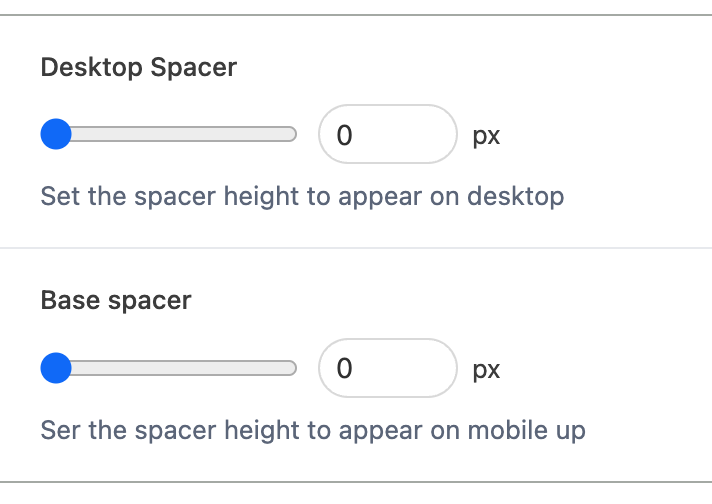 Desktop Spacer
0 px
Set the spacer height to appear on desktop
Base spacer
0 px
Ser the spacer height to appear on mobile up